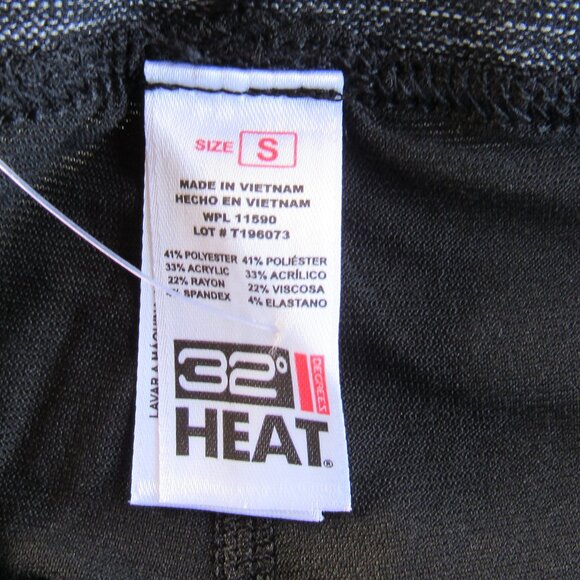 SIZE S
MADE IN VIETNAM
HECHO EN VIETNAM
WPL 11590
LOT # T196073
41% POLYESTER 41% POLIÉSTER
33% ACRYLIC 33% ACRÍLICO
22% RAYON 22% VISCOSA
SPANDEX 4% ELASTANO
32° DEGREES
HEAT®
LAVAR A MÁQUI